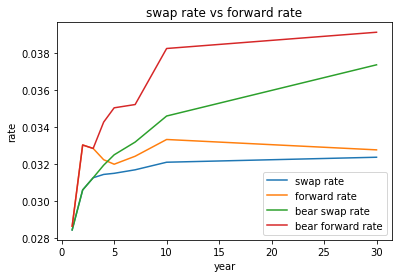 swap rate vs forward rate
0.038
0.036
0.034
0.032
0.030
0.028
rate
0 5 10 15 20 25 30
year
swap rate
forward rate
bear swap rate
bear forward rate